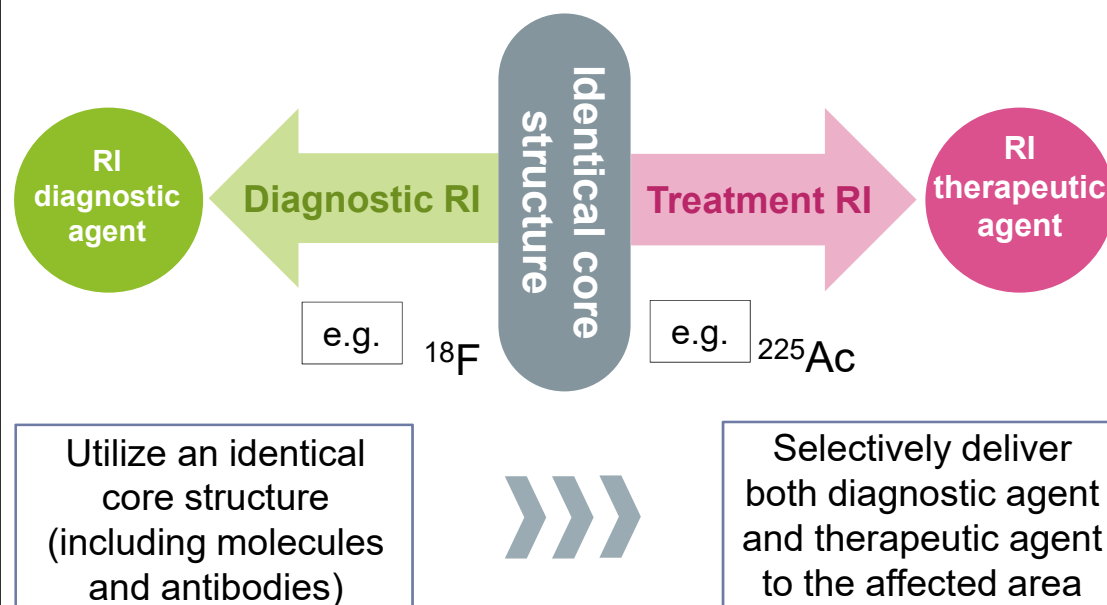 Identical core
structure
RI
diagnostic
agent
Diagnostic RI
Treatment RI
RI
therapeutic
agent
e.g.
¹⁸F
e.g.
²²⁵Ac
Utilize an identical
core structure
(including molecules
and antibodies)
Selectively deliver
both diagnostic agent
and therapeutic agent
to the affected area